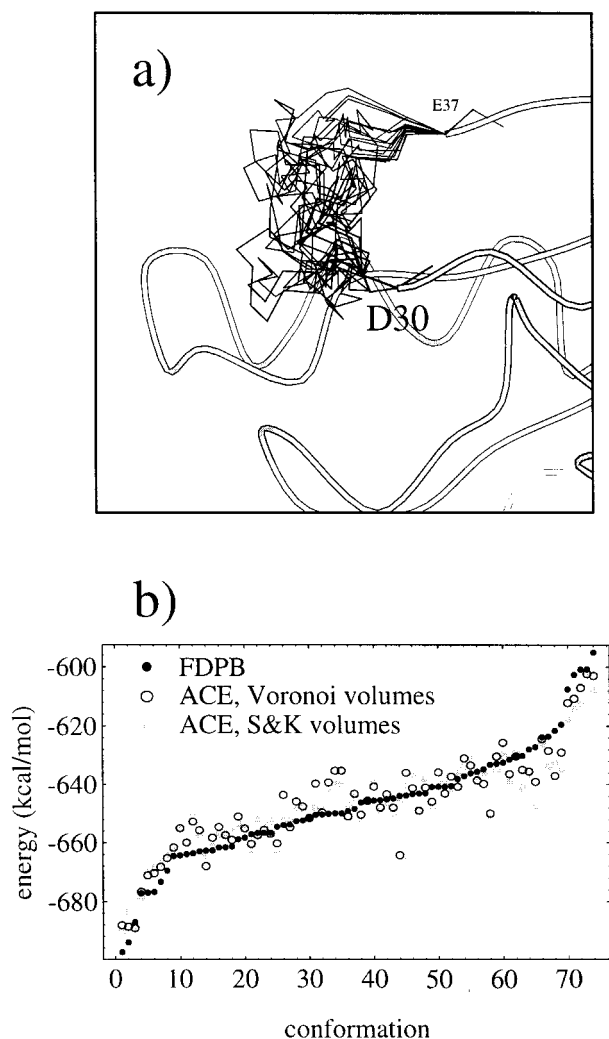 a)
E37
D30
b)
-600
FDPB
ACE, Voronoi volumes
-620
ACE, S&K volumes
-640
-660
-680
energy (kcal/mol)
0 10 20 30 40 50 60 70
conformation